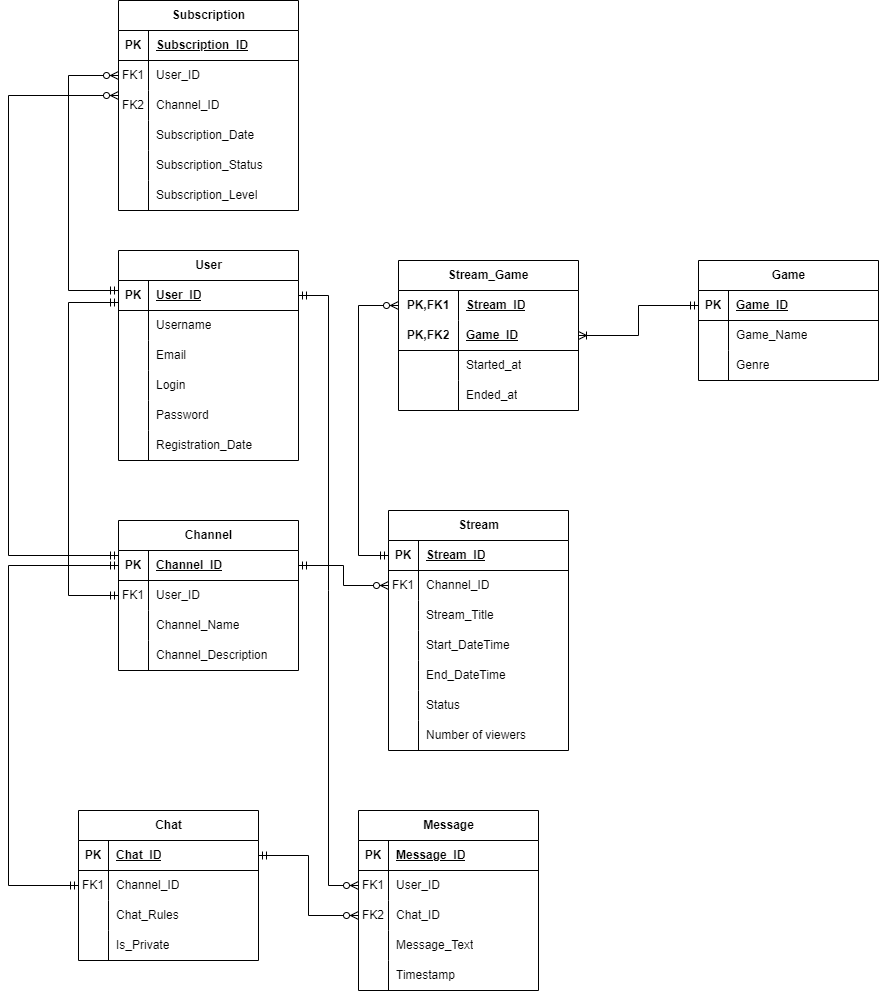 Subscription
PK Subscription_ID
FK1 User_ID
FK2 Channel_ID
Subscription_Date
Subscription_Status
Subscription_Level
User
PK User_ID
Username
Email
Login
Password
Registration_Date
Stream_Game
PK,FK1 Stream_ID
PK,FK2 Game_ID
Started_at
Ended_at
Game
PK Game_ID
Game_Name
Genre
Channel
PK Channel_ID
FK1 User_ID
Channel_Name
Channel_Description
Stream
PK Stream_ID
FK1 Channel_ID
Stream_Title
Start_DateTime
End_DateTime
Status
Number of viewers
Chat
PK Chat_ID
FK1 Channel_ID
Chat_Rules
Is_Private
Message
PK Message_ID
FK1 User_ID
FK2 Chat_ID
Message_Text
Timestamp